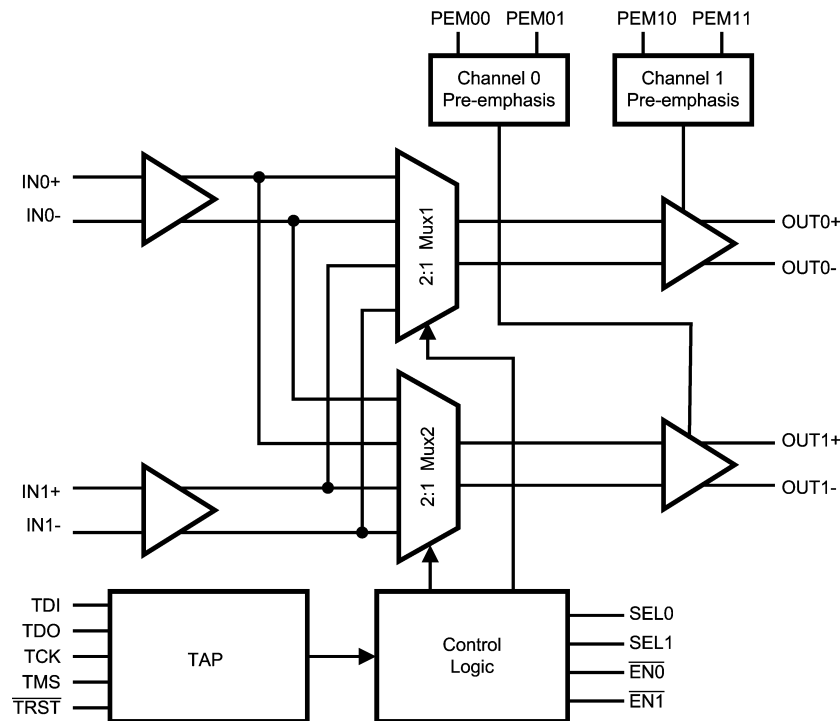 PEM00 PEM01 PEM10 PEM11
Channel 0
Pre-emphasis
Channel 1
Pre-emphasis
IN0+
IN0-
2:1 Mux1
OUT0+
OUT0-
2:1 Mux2
OUT1+
OUT1-
IN1+
IN1-
TDI
TDO
TCK
TMS
TRST
TAP
Control
Logic
SEL0
SEL1
EN0
EN1